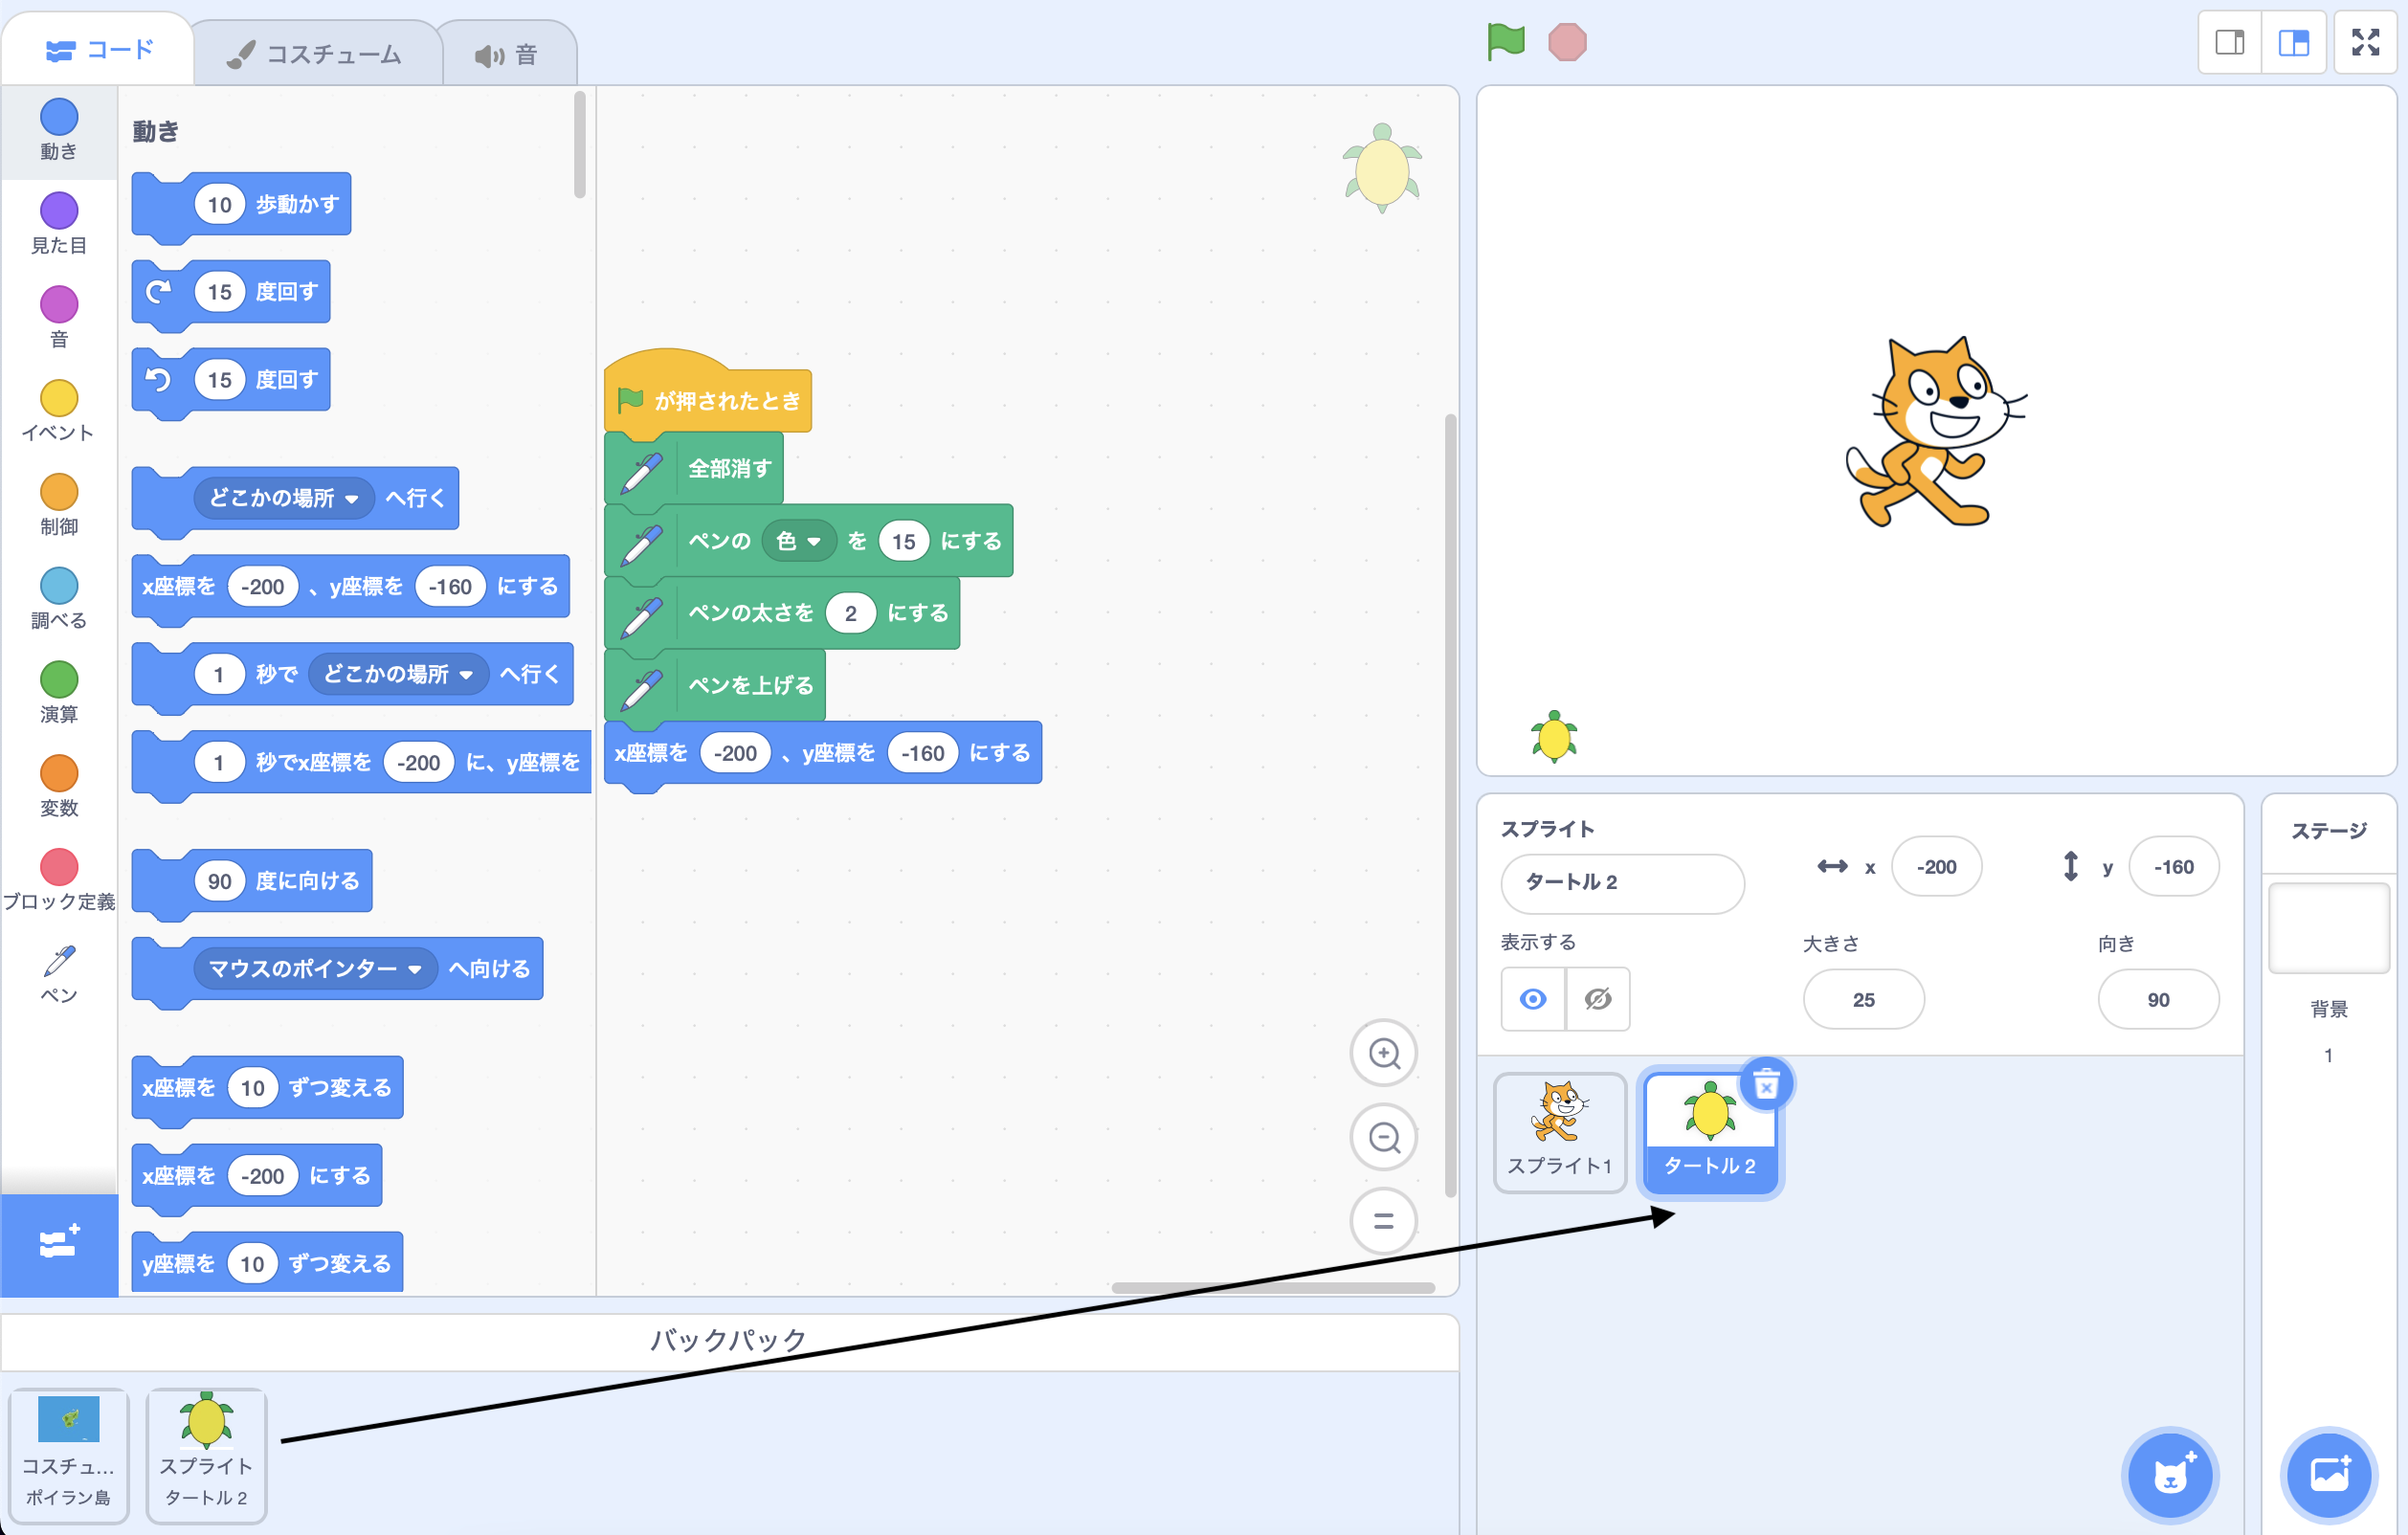 コード
コスチューム
音
動き
見た目
音
イベント
制御
調べる
演算
変数
ブロック定義
ペン
動き
10 歩動かす
15 度回す
15 度回す
どこかの場所 へ行く
x座標を -200 、y座標を -160 にする
1 秒で どこかの場所 へ行く
1 秒でx座標を -200 に、y座標を
90 度に向ける
マウスのポインター へ向ける
x座標を 10 ずつ変える
x座標を -200 にする
y座標を 10 ずつ変える
が押されたとき
全部消す
ペンの 色 を 15 にする
ペンの太さを 2 にする
ペンを上げる
x座標を -200 、y座標を -160 にする
バックパック
コスチュ...
ポイラン島
スプライト
タートル 2
スプライト
タートル 2
x -200
y -160
表示する
大きさ
25
向き
90
スプライト1
タートル 2
ステージ
背景
1